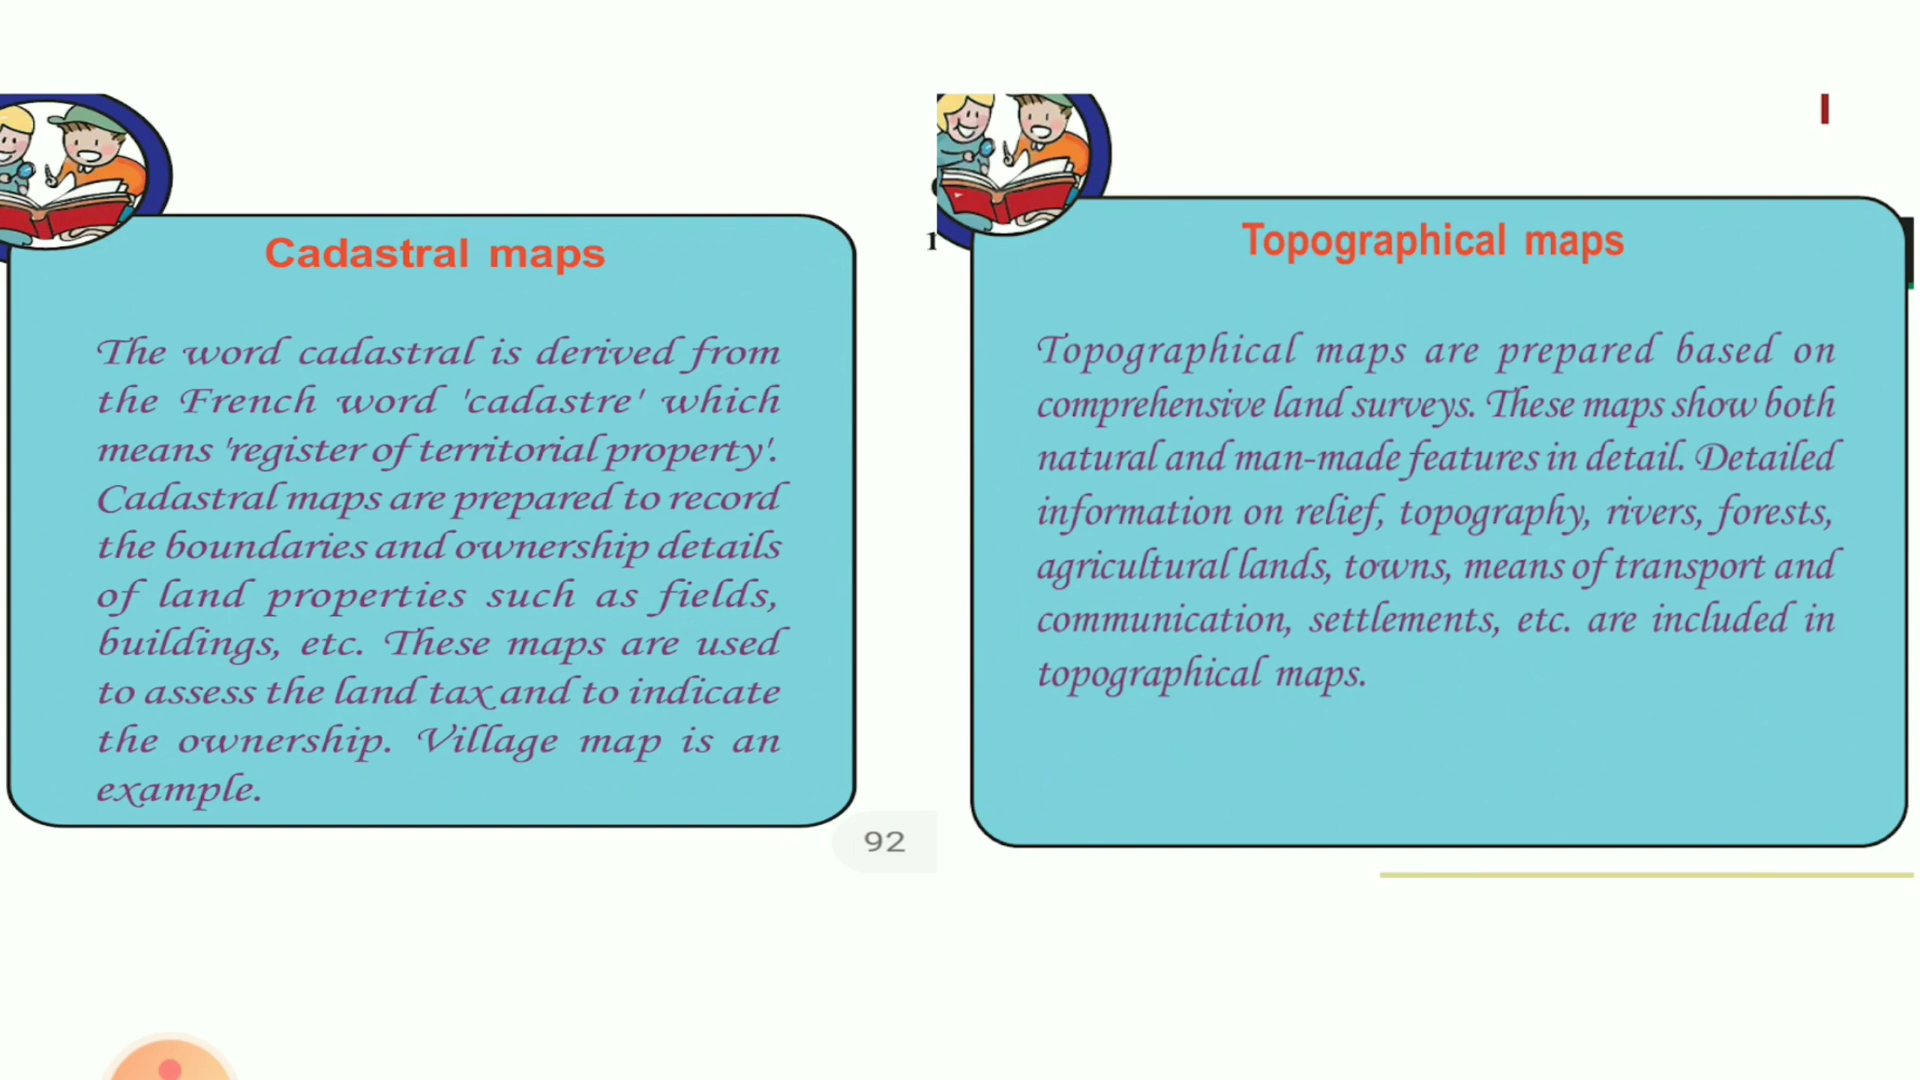 Cadastral maps
The word cadastral is derived from
the French word 'cadastre' which
means 'register of territorial property'.
Cadastral maps are prepared to record
the boundaries and ownership details
of land properties such as fields,
buildings, etc. These maps are used
to assess the land tax and to indicate
the ownership. Village map is an
example.
92
Topographical maps
Topographical maps are prepared based on
comprehensive land surveys. These maps show both
natural and man-made features in detail. Detailed
information on relief, topography, rivers, forests,
agricultural lands, towns, means of transport and
communication, settlements, etc. are included in
topographical maps.